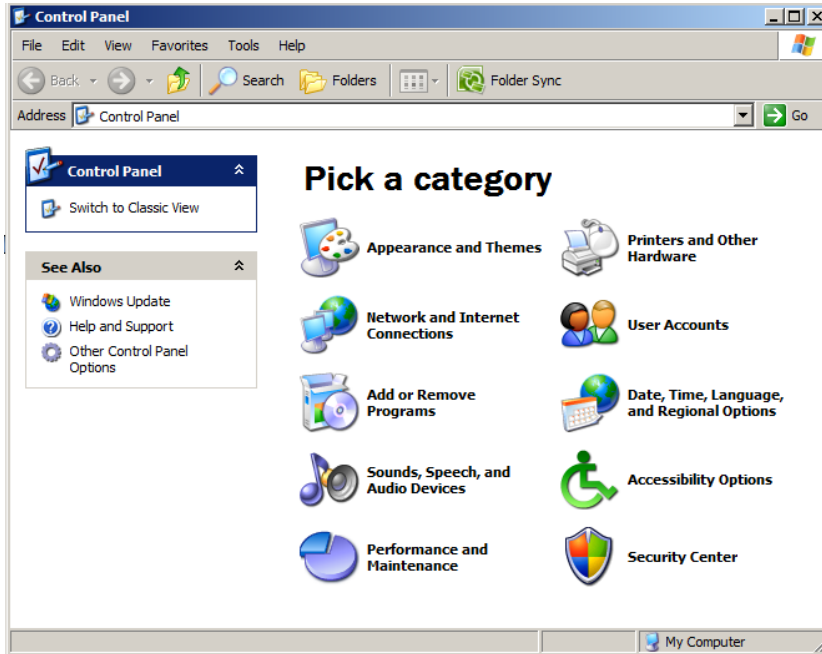 Control Panel
File Edit View Favorites Tools Help
Back Search Folders Folder Sync
Address Control Panel Go
Control Panel
Switch to Classic View
See Also
Windows Update
Help and Support
Other Control Panel
Options
Pick a category
Appearance and Themes
Printers and Other
Hardware
Network and Internet
Connections
User Accounts
Add or Remove
Programs
Date, Time, Language,
and Regional Options
Sounds, Speech, and
Audio Devices
Accessibility Options
Performance and
Maintenance
Security Center
My Computer